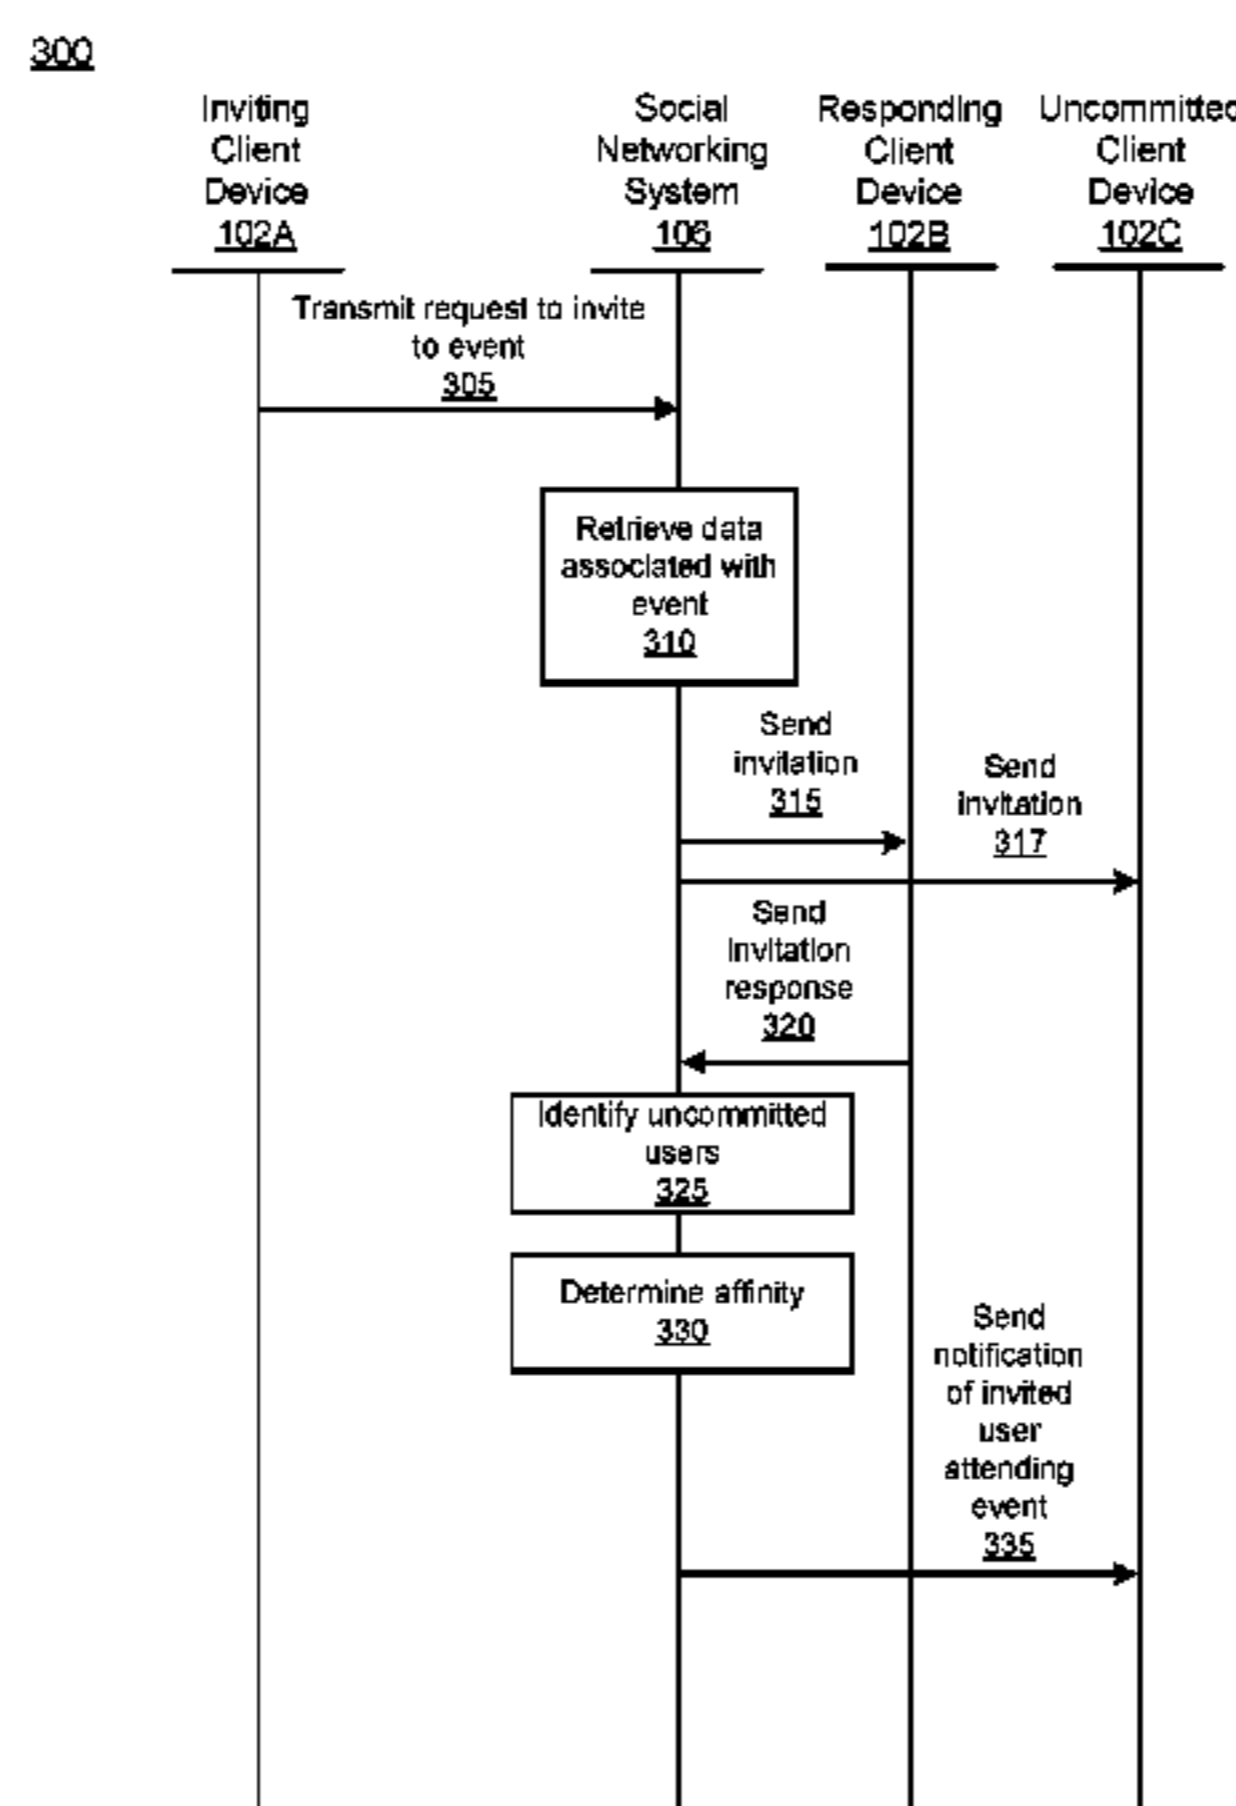 300
Inviting
Client
Device
102A
Social
Networking
System
106
Responding
Client
Device
102B
Uncommitted
Client
Device
102C
Transmit request to invite
to event
305
Retrieve data
associated with
event
310
Send
invitation
315
Send
invitation
317
Send
invitation
response
320
Identify uncommitted
users
325
Determine affinity
330
Send
notification
of invited
user
attending
event
335